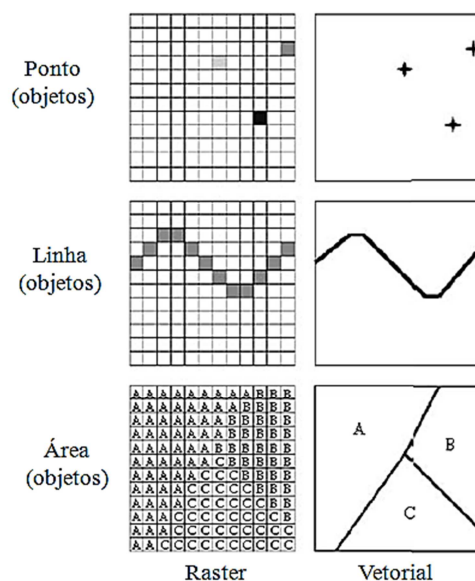 Ponto
(objetos)
Linha
(objetos)
Área
(objetos)
A A A A A A A A A B B B
A A A A A A A A A B B B
A A A A A A A B B B B B
A A A A A A A B B B B B
A A A A A A B B B B B B
A A A A A A C B B B B B
A A A A A C C C B B B B
A A A A C C C C C B B B
A A A A C C C C C B B B
A A A C C C C C C C B B
A A A C C C C C C C C B
A A C C C C C C C C C C
A
B
C
Raster
Vetorial